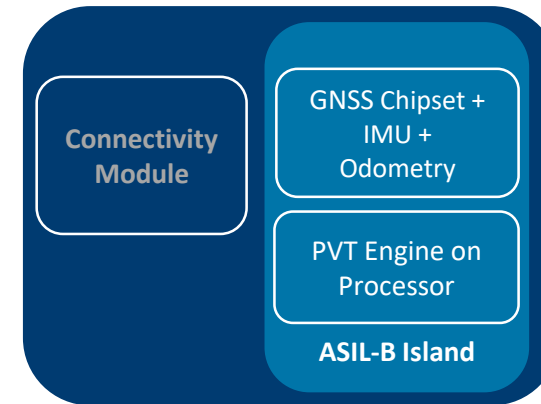 Connectivity
Module
GNSS Chipset +
IMU +
Odometry
PVT Engine on
Processor
ASIL-B Island